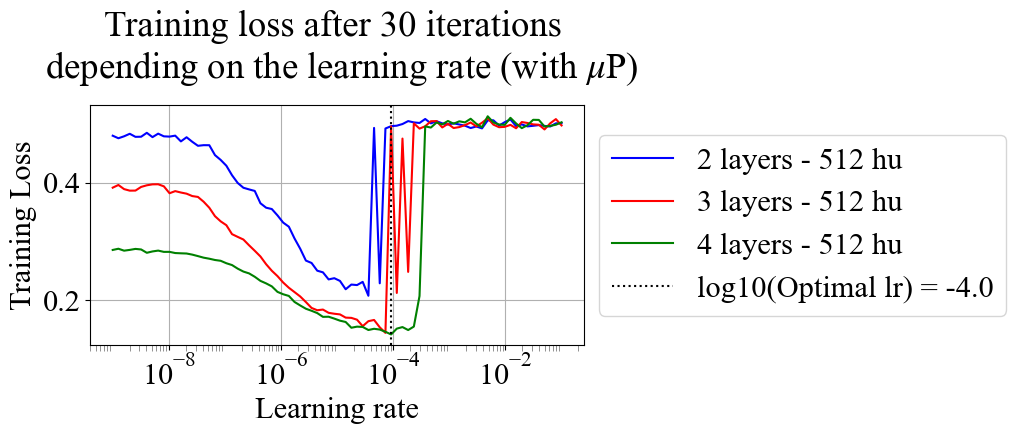 Training loss after 30 iterations
depending on the learning rate (with μP)
Training Loss
0.4
0.2
10⁻⁸ 10⁻⁶ 10⁻⁴ 10⁻²
Learning rate
2 layers - 512 hu
3 layers - 512 hu
4 layers - 512 hu
log10(Optimal lr) = -4.0